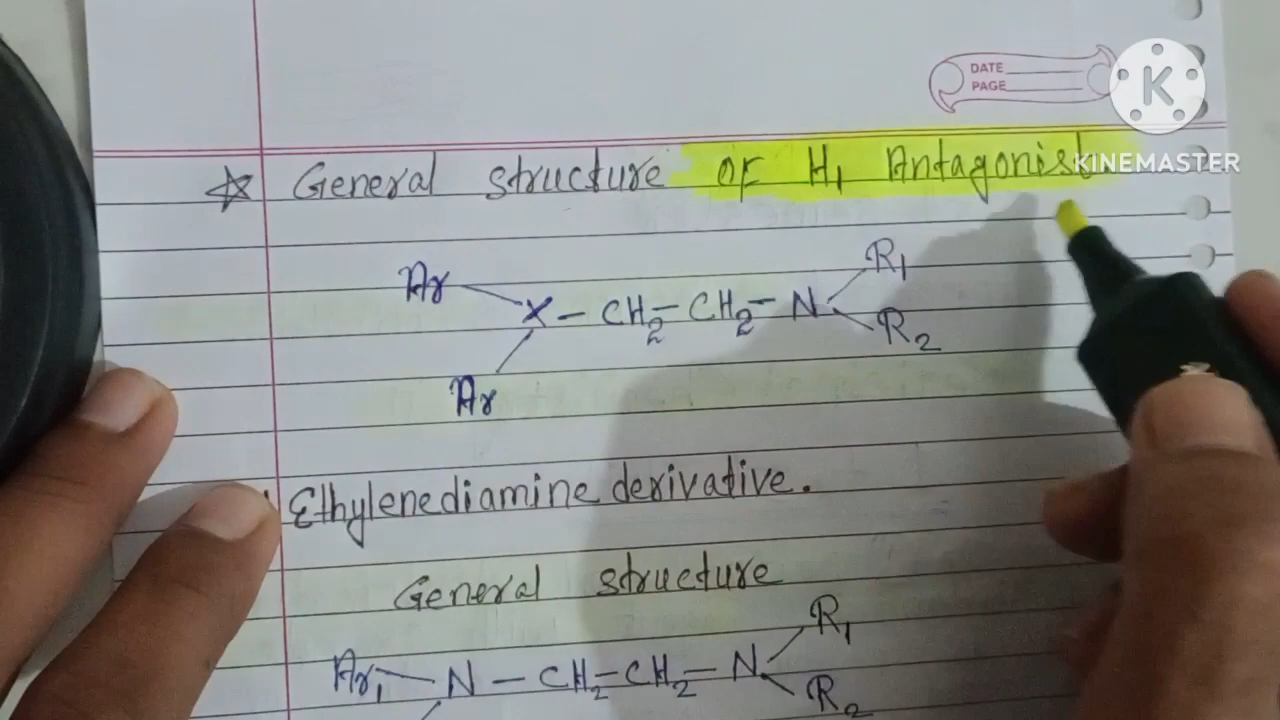 DATE
PAGE
K
KINEMASTER
☆ General structure of H1 Antagonist
R1
Ar
X - CH2 - CH2 - N
R2
Ar
Ethylenediamine derivative.
General structure
R1
Ar1 N - CH2 - CH2 - N
R2